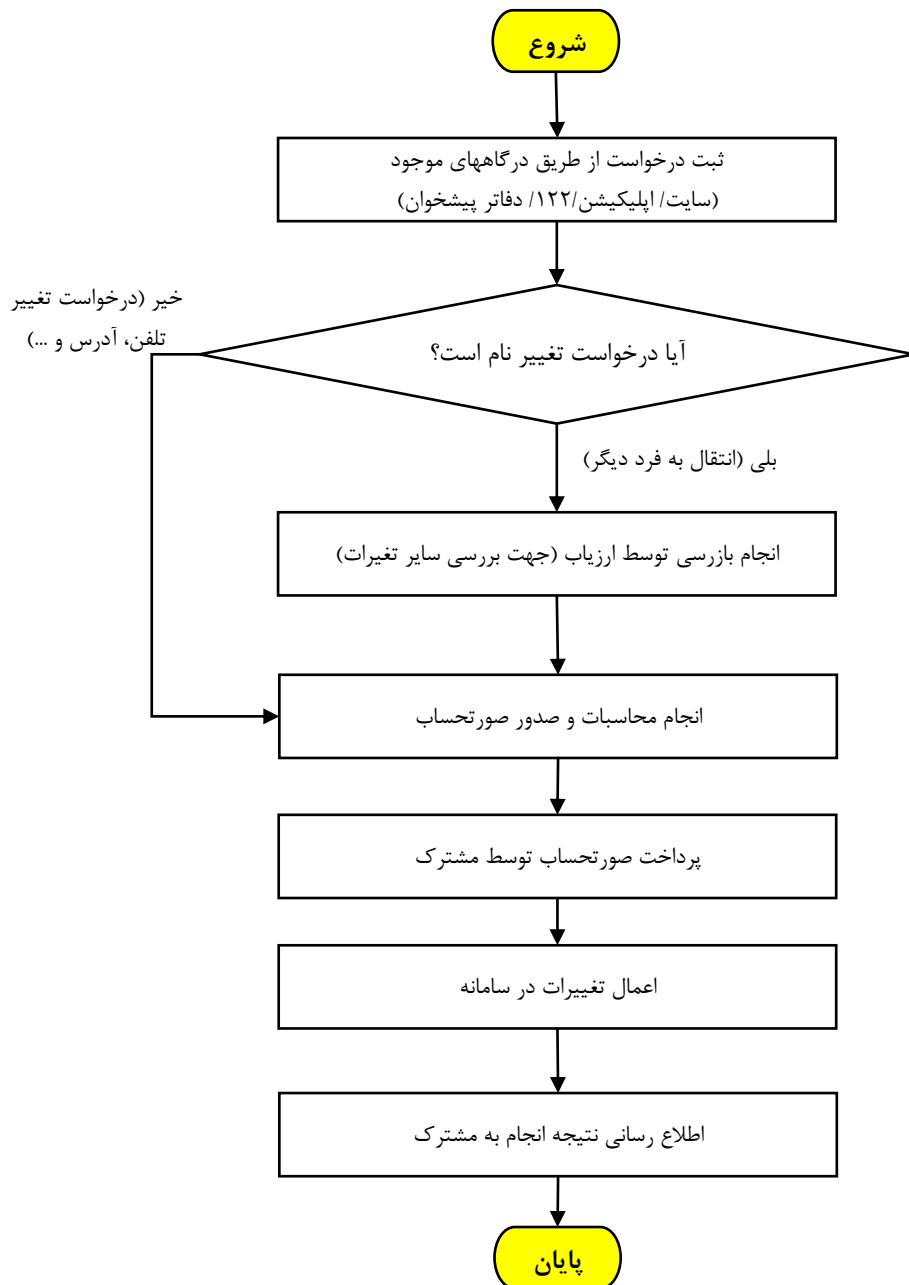 شروع
ثبت درخواست از طریق درگاههای موجود
(سایت/ اپلیکیشن/۱۲۲/ دفاتر پیشخوان)
خیر (درخواست تغییر
تلفن، آدرس و ...)
آیا درخواست تغییر نام است؟
بلی (انتقال به فرد دیگر)
انجام بازرسی توسط ارزیاب (جهت بررسی سایر تغیرات)
انجام محاسبات و صدور صورتحساب
پرداخت صورتحساب توسط مشترک
اعمال تغییرات در سامانه
اطلاع رسانی نتیجه انجام به مشترک
پایان